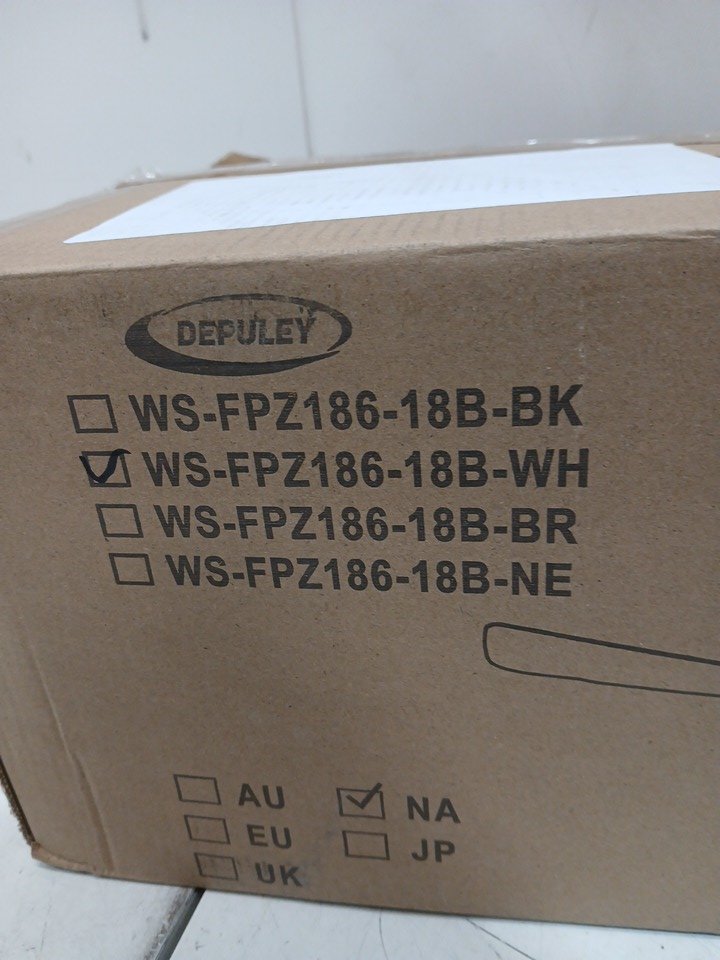 DEPULEY
WS-FPZ186-18B-BK
WS-FPZ186-18B-WH
WS-FPZ186-18B-BR
WS-FPZ186-18B-NE
AU
NA
EU
JP
UK